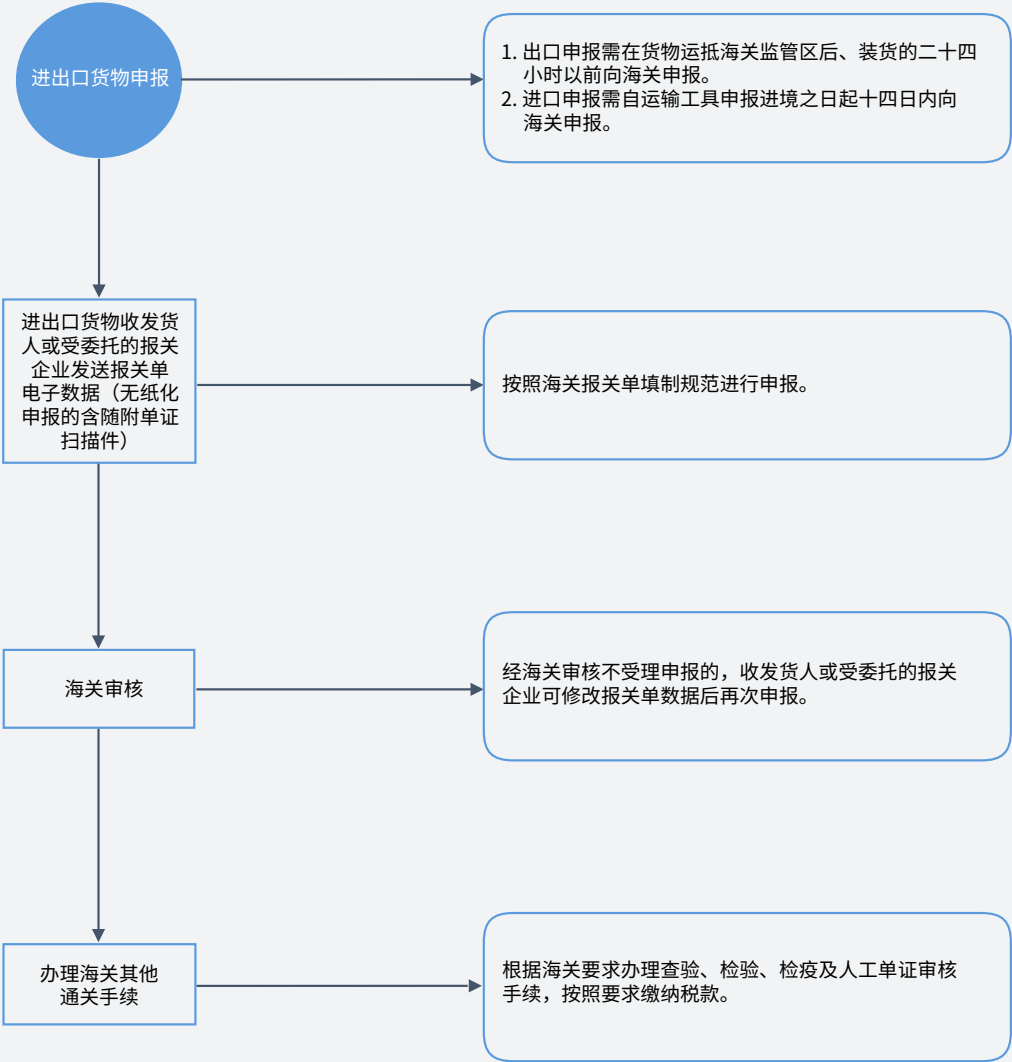 进出口货物申报
1. 出口申报需在货物运抵海关监管区后、装货的二十四
小时以前向海关申报。
2. 进口申报需自运输工具申报进境之日起十四日内向
海关申报。
进出口货物收发货
人或受委托的报关
企业发送报关单
电子数据（无纸化
申报的含随附单证
扫描件）
按照海关报关单填制规范进行申报。
海关审核
经海关审核不受理申报的，收发货人或受委托的报关
企业可修改报关单数据后再次申报。
办理海关其他
通关手续
根据海关要求办理查验、检验、检疫及人工单证审核
手续，按照要求缴纳税款。